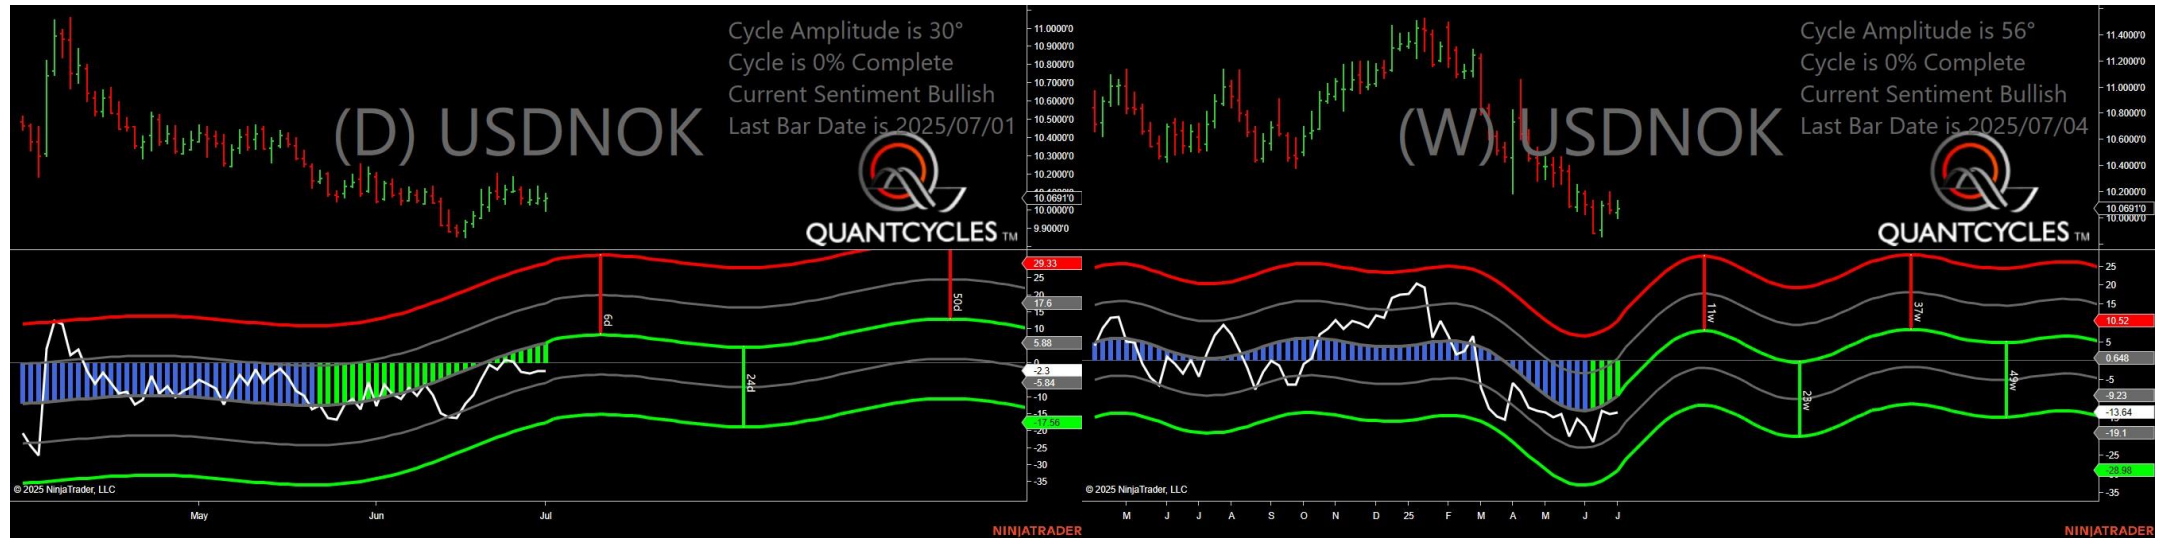 Cycle Amplitude is 30°
Cycle is 0% Complete
Current Sentiment Bullish
Last Bar Date is 2025/07/01
(D) USDNOK
QUANTCYCLES TM
11.0000'0
10.9000'0
10.8000'0
10.7000'0
10.6000'0
10.5000'0
10.4000'0
10.3000'0
10.2000'0
10.0691'0
10.0000'0
9.9000'0
29.33
25
20
17.6
15
10
5.88
0
-2.3
-5.84
-10
-15
-17.56
-20
-25
-30
-35
6d
24d
50d
© 2025 NinjaTrader, LLC
May
Jun
Jul
NINJATRADER
Cycle Amplitude is 56°
Cycle is 0% Complete
Current Sentiment Bullish
Last Bar Date is 2025/07/04
(W) USDNOK
QUANTCYCLES TM
11.4000'0
11.2000'0
11.0000'0
10.8000'0
10.6000'0
10.4000'0
10.2000'0
10.0691'0
10.0000'0
25
20
15
10.52
5
0.648
-5
-9.23
-13.64
-19.1
-25
-28.98
-35
11w
23w
37w
49w
© 2025 NinjaTrader, LLC
M J J A S O N D 25 F M A M J J
NINJATRADER